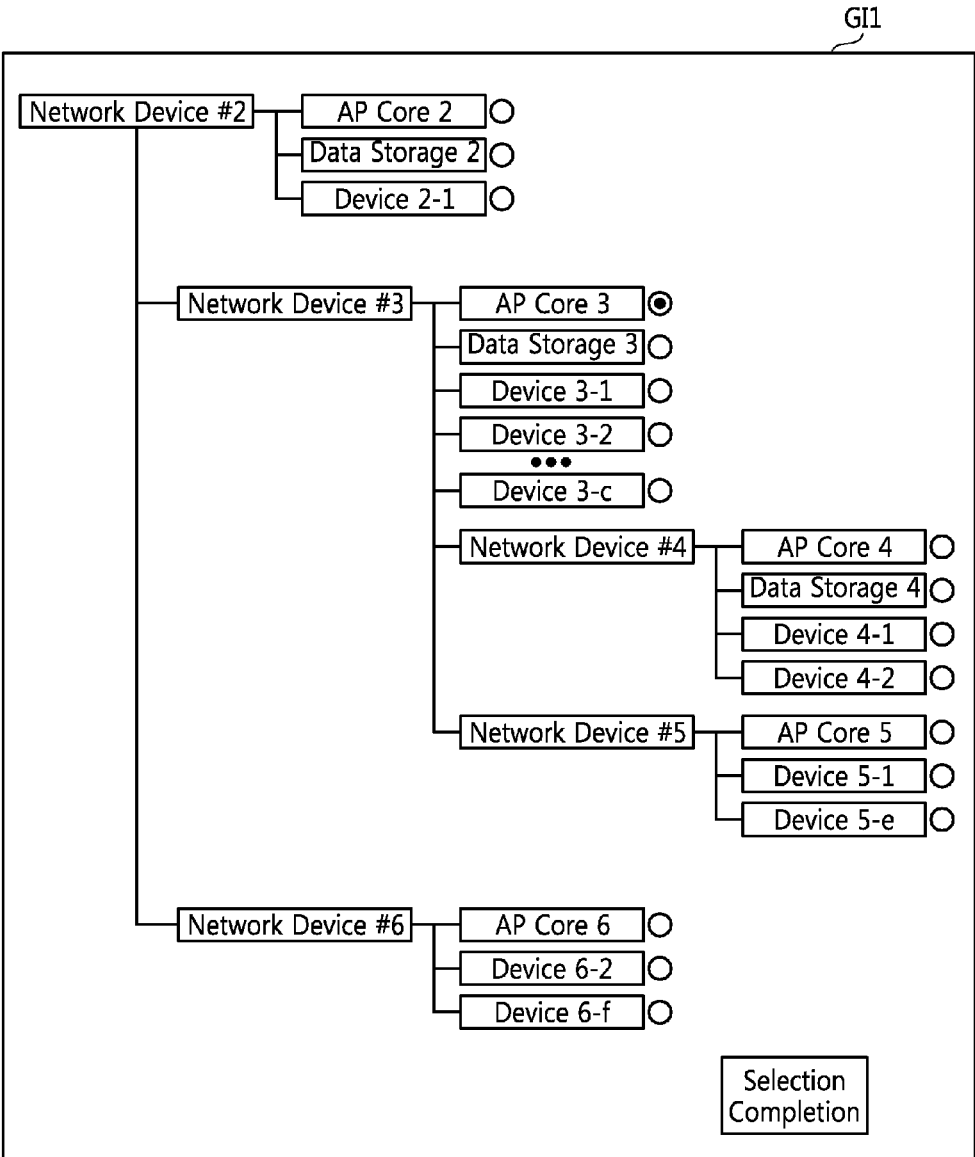 GI1
Network Device #2
AP Core 2
Data Storage 2
Device 2-1
Network Device #3
AP Core 3
Data Storage 3
Device 3-1
Device 3-2
•••
Device 3-c
Network Device #4
AP Core 4
Data Storage 4
Device 4-1
Device 4-2
Network Device #5
AP Core 5
Device 5-1
Device 5-e
Network Device #6
AP Core 6
Device 6-2
Device 6-f
Selection
Completion